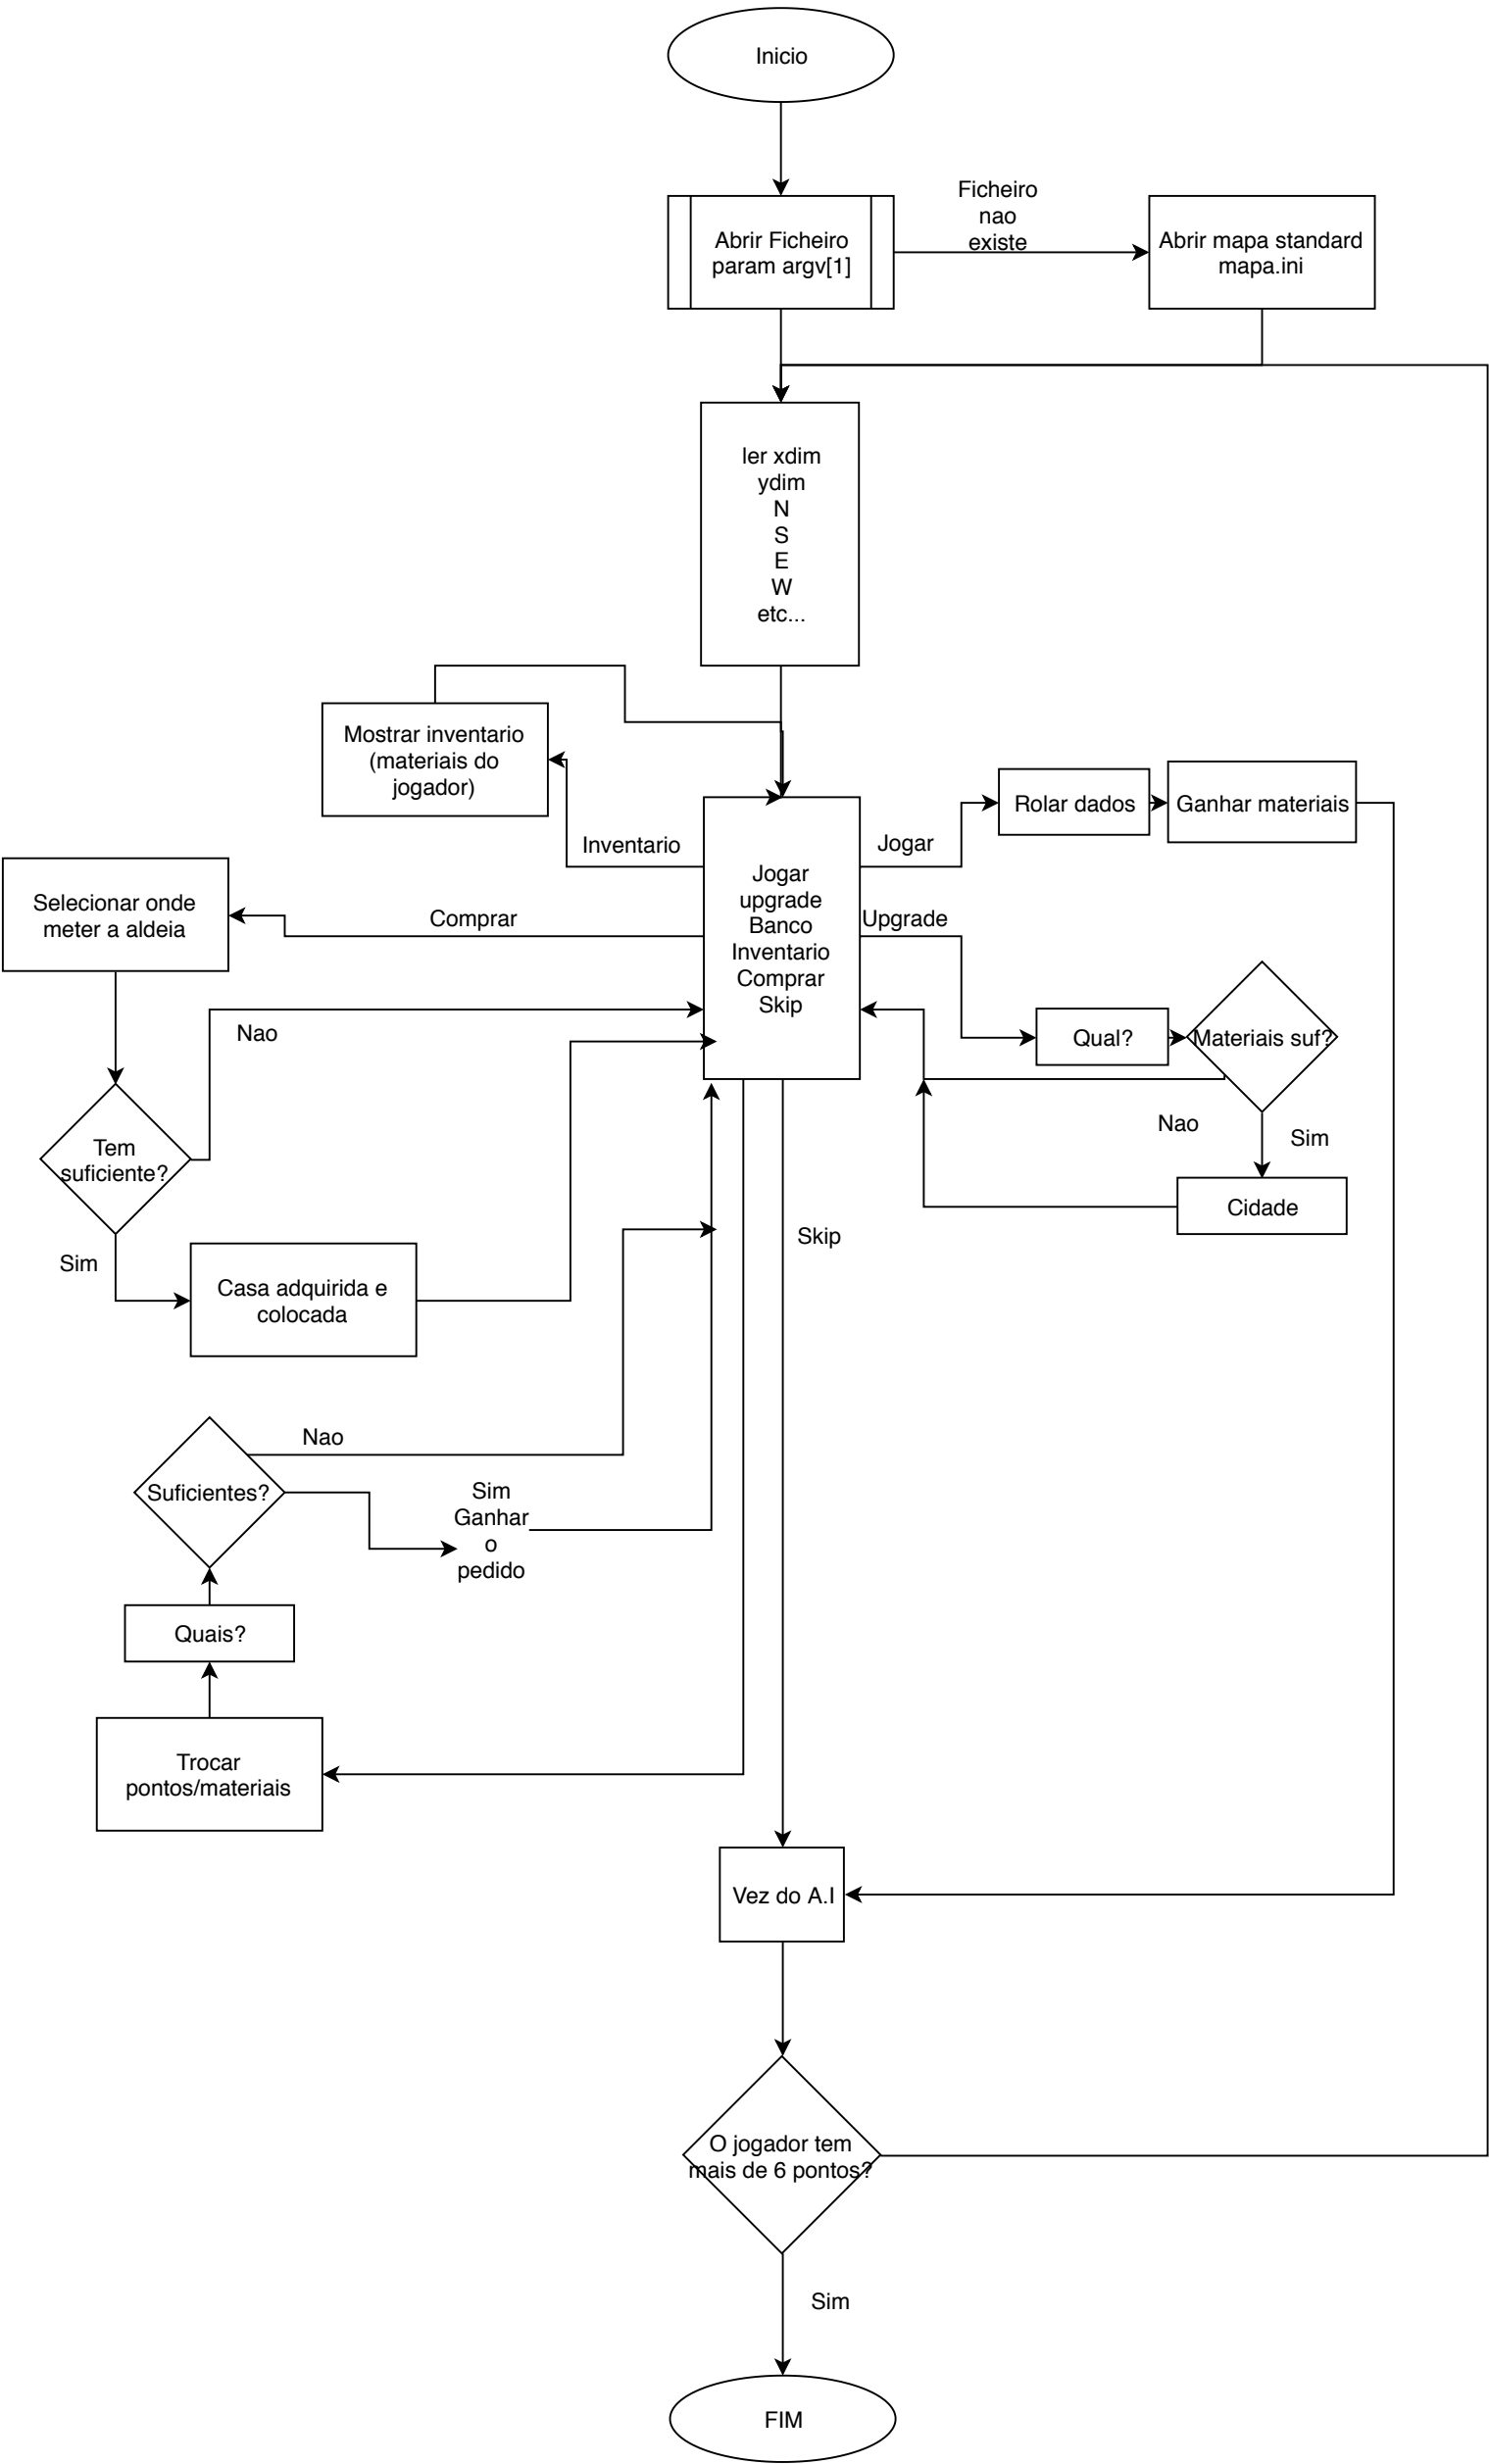 Inicio
Abrir Ficheiro
param argv[1]
Ficheiro
nao
existe
Abrir mapa standard
mapa.ini
ler xdim
ydim
N
S
E
W
etc...
Mostrar inventario
(materiais do
jogador)
Inventario
Jogar
Rolar dados
Ganhar materiais
Selecionar onde
meter a aldeia
Comprar
Jogar
upgrade
Banco
Inventario
Comprar
Skip
Upgrade
Qual?
Materiais suf?
Nao
Nao
Sim
Tem
suficiente?
Cidade
Skip
Sim
Casa adquirida e
colocada
Nao
Suficientes?
Sim
Ganhar
o
pedido
Quais?
Trocar
pontos/materiais
Vez do A.I
O jogador tem
mais de 6 pontos?
Sim
FIM